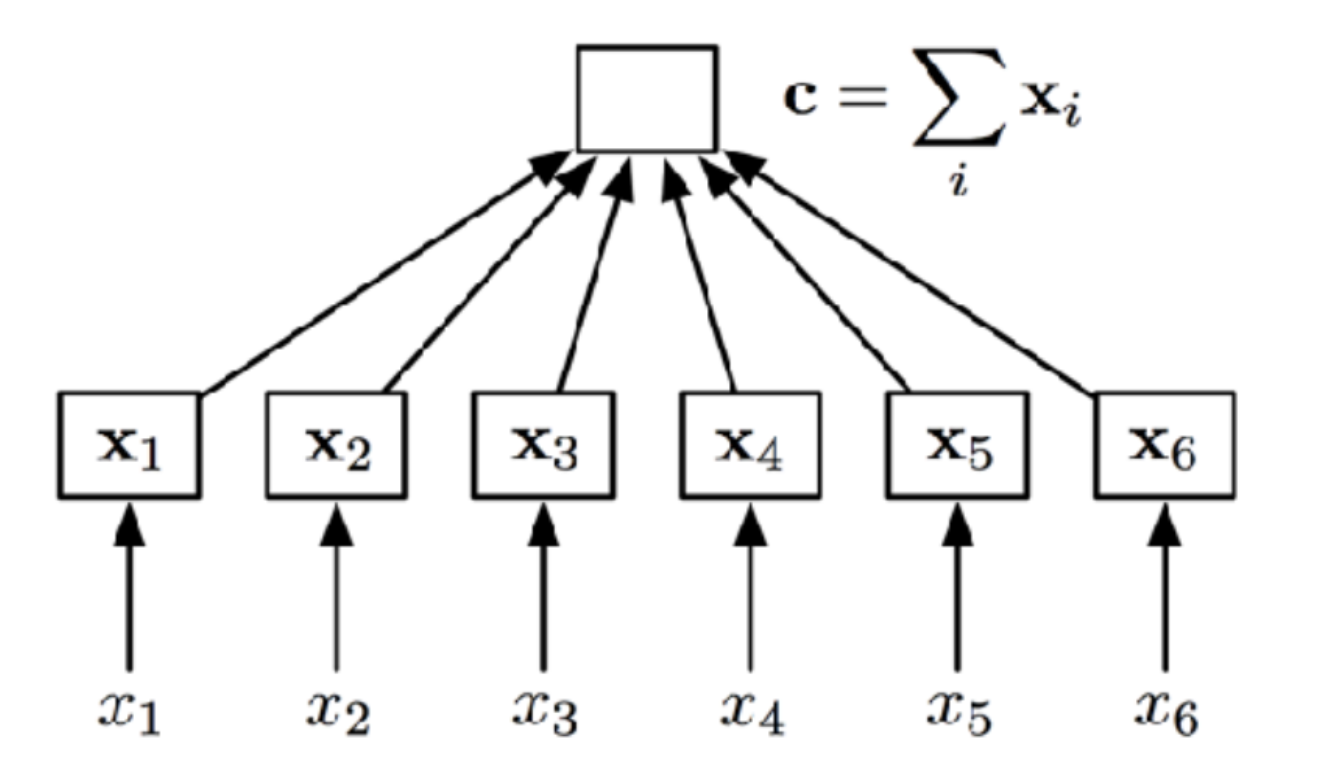 c = ∑ᵢ xᵢ
x₁ x₂ x₃ x₄ x₅ x₆
x₁ x₂ x₃ x₄ x₅ x₆